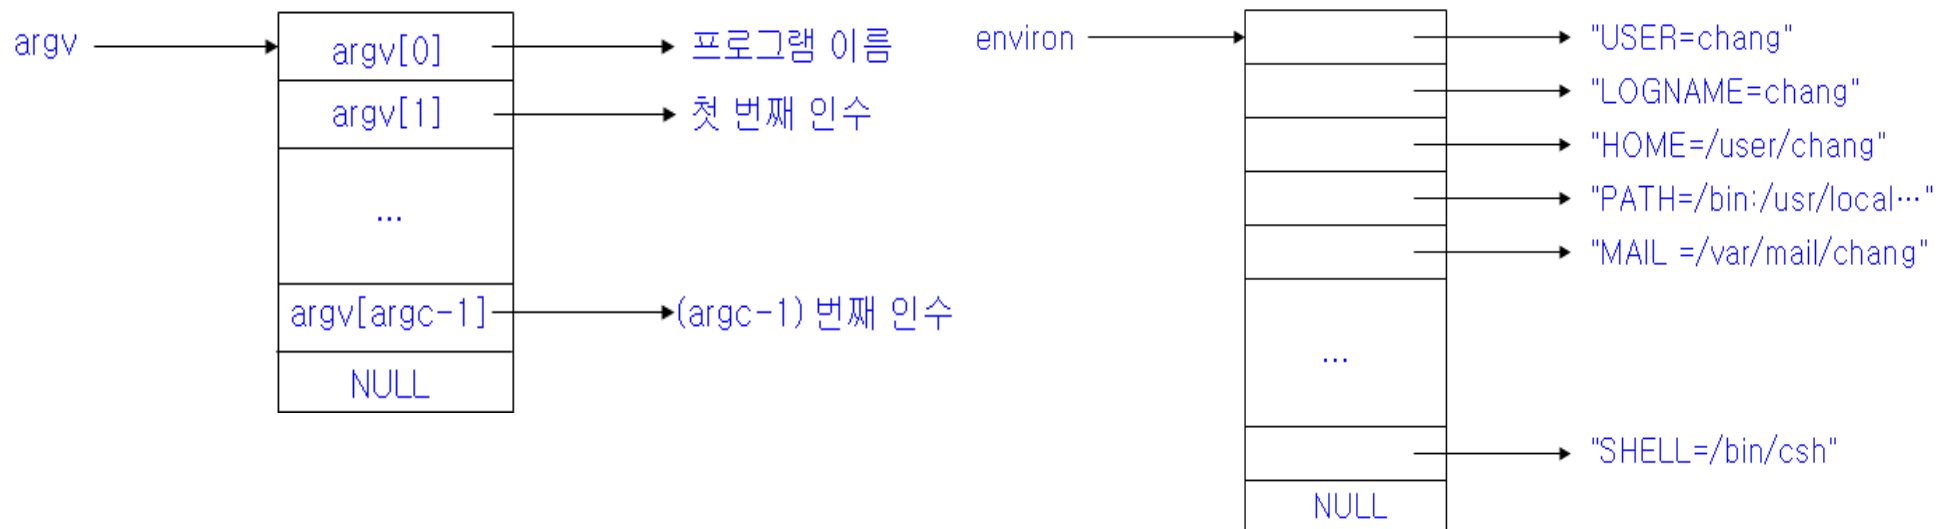 argv
argv[0]
프로그램 이름
argv[1]
첫 번째 인수
...
argv[argc-1]
(argc-1) 번째 인수
NULL
environ
"USER=chang"
"LOGNAME=chang"
"HOME=/user/chang"
"PATH=/bin:/usr/local…"
"MAIL =/var/mail/chang"
...
"SHELL=/bin/csh"
NULL